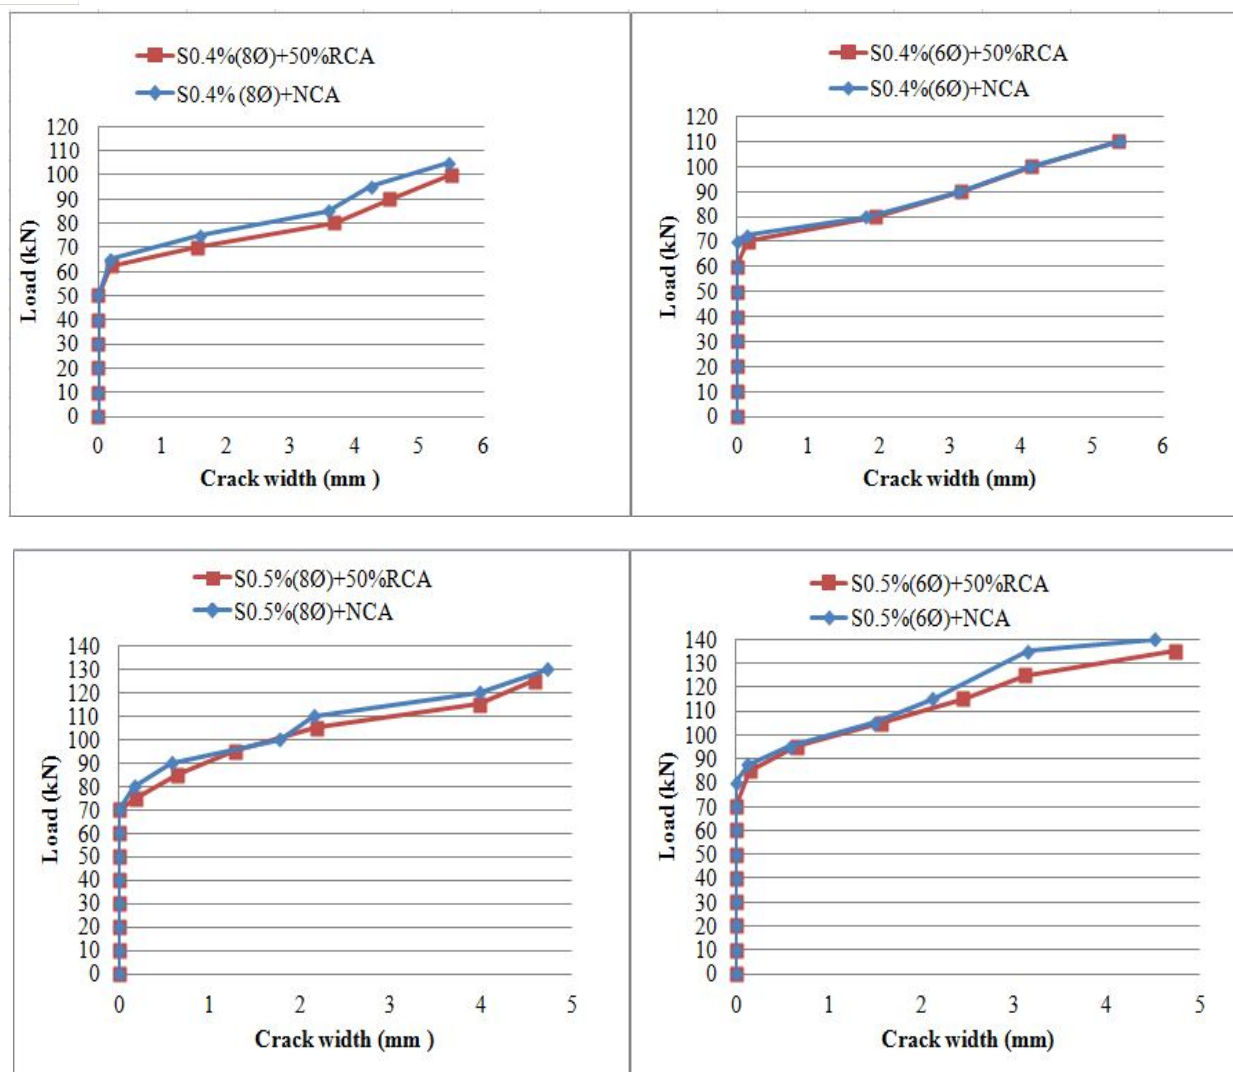 S0.4%(8Ø)+50%RCA
S0.4% (8Ø)+NCA
120
110
100
90
80
70
60
50
40
30
20
10
0
Load (kN)
0 1 2 3 4 5 6
Crack width (mm )
S0.4%(6Ø)+50%RCA
S0.4%(6Ø)+NCA
120
110
100
90
80
70
60
50
40
30
20
10
0
Load (kN)
0 1 2 3 4 5 6
Crack width (mm)
S0.5%(8Ø)+50%RCA
S0.5%(8Ø)+NCA
140
130
120
110
100
90
80
70
60
50
40
30
20
10
0
Load (kN)
0 1 2 3 4 5
Crack width (mm )
S0.5%(6Ø)+50%RCA
S0.5%(6Ø)+NCA
140
130
120
110
100
90
80
70
60
50
40
30
20
10
0
Load (kN)
0 1 2 3 4 5
Crack width (mm)